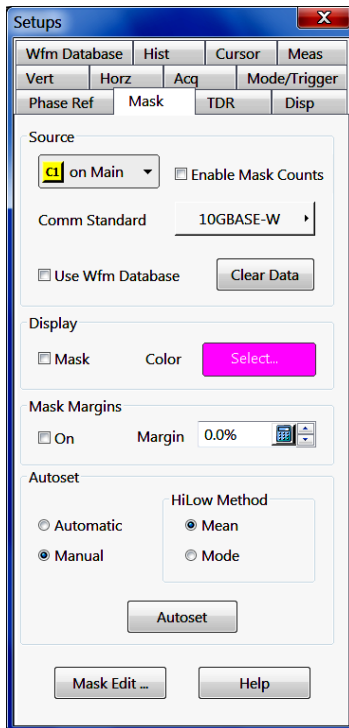 Setups
Wfm Database Hist Cursor Meas
Vert Horz Acq Mode/Trigger
Phase Ref Mask TDR Disp
Source
C1 on Main Enable Mask Counts
Comm Standard 10GBASE-W
Use Wfm Database Clear Data
Display
Mask Color Select...
Mask Margins
On Margin 0.0%
Autoset
HiLow Method
Automatic Mean
Manual Mode
Autoset
Mask Edit ... Help